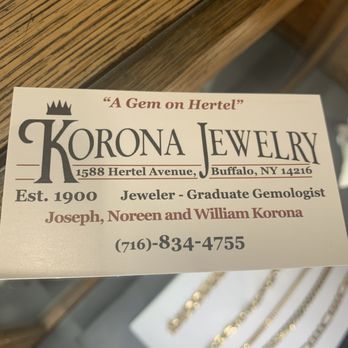 “A Gem on Hertel”
KORONA JEWELRY
1588 Hertel Avenue, Buffalo, NY 14216
Est. 1900 Jeweler - Graduate Gemologist
Joseph, Noreen and William Korona
(716)-834-4755